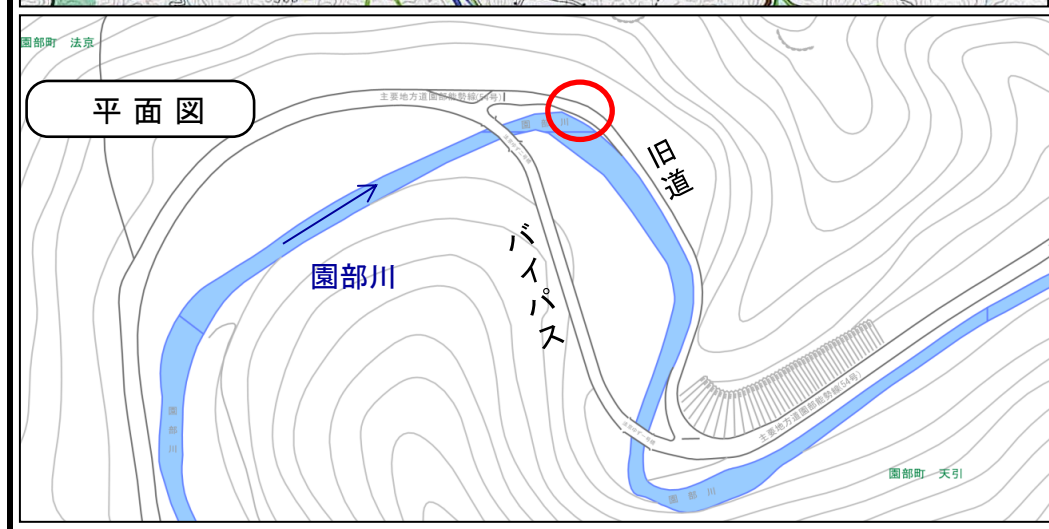 園部町 法京
平面図
主要地方道園部能勢線(54号)
園部川
旧道
バイパス
園部川
園部川
主要地方道園部能勢線(54号)
園部町 天引
園部川